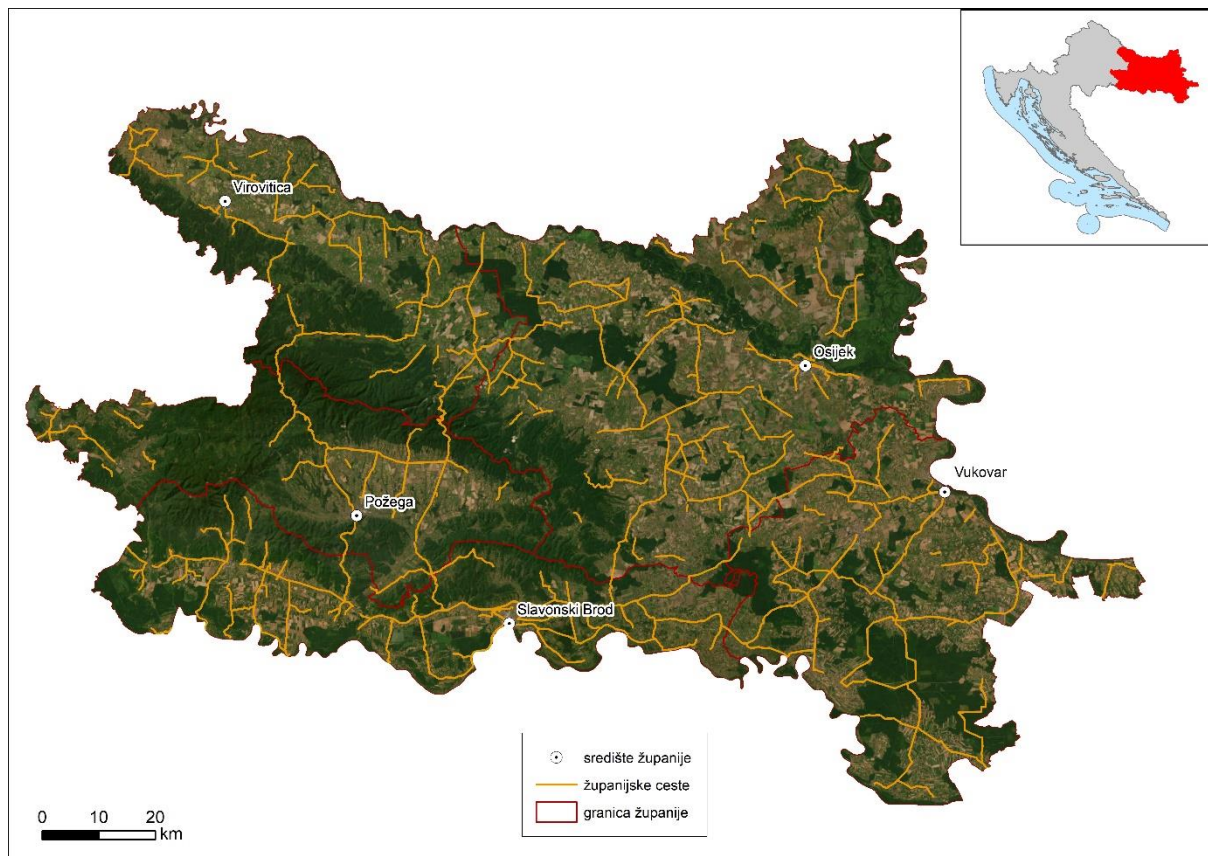 Virovitica
Osijek
Vukovar
Požega
Slavonski Brod
središte županije
županijske ceste
granica županije
0 10 20
km